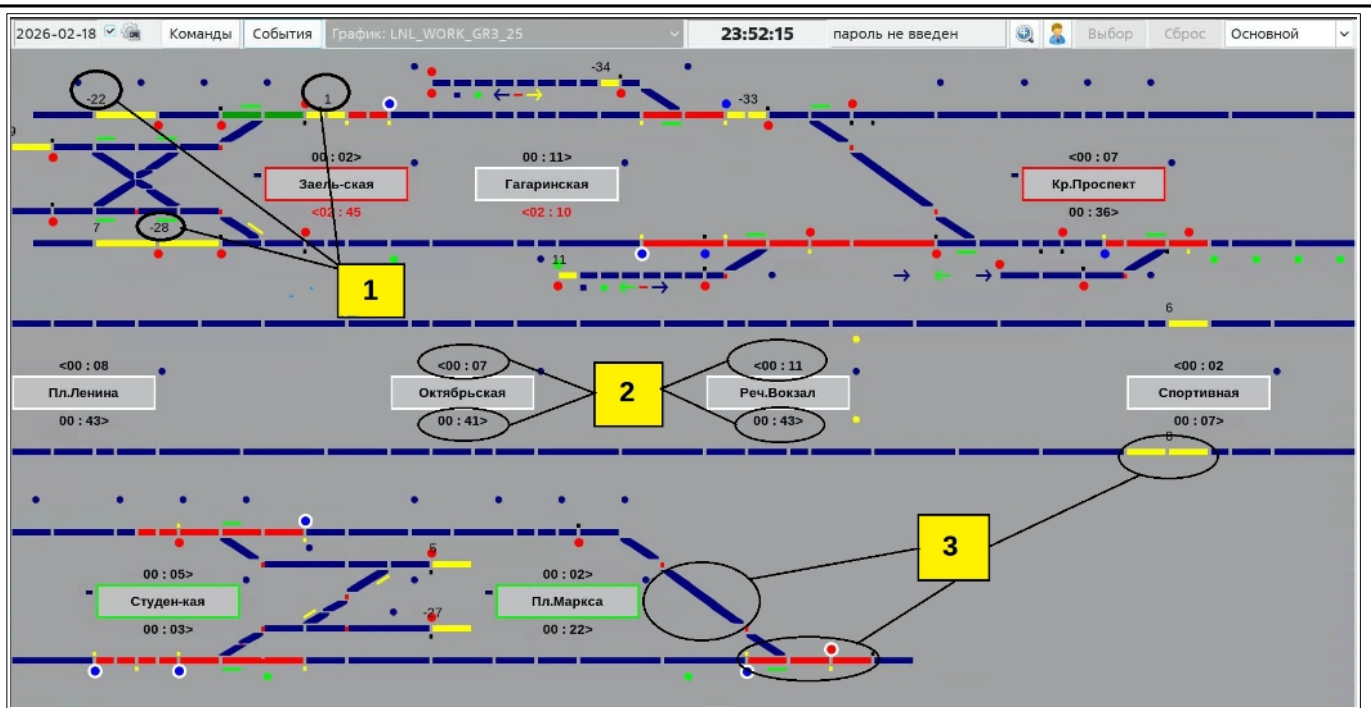 2026-02-18 Команды События График: LNL_WORK_GR3_25 23:52:15 пароль не введен Выбор Сброс Основной
-34
-22 1 -33
00 : 02> 00 : 11> <00 : 07
Заель-ская Гагаринская Кр.Проспект
<02 : 45 <02 : 10 00 : 36>
7 -28
11
1
6
<00 : 08 <00 : 07 <00 : 11 <00 : 02
2
Пл.Ленина Октябрьская Реч.Вокзал Спортивная
00 : 43> 00 : 41> 00 : 43> 00 : 07>
3
00 : 05> 00 : 02>
Студен-кая Пл.Маркса
-27
00 : 03> 00 : 22>